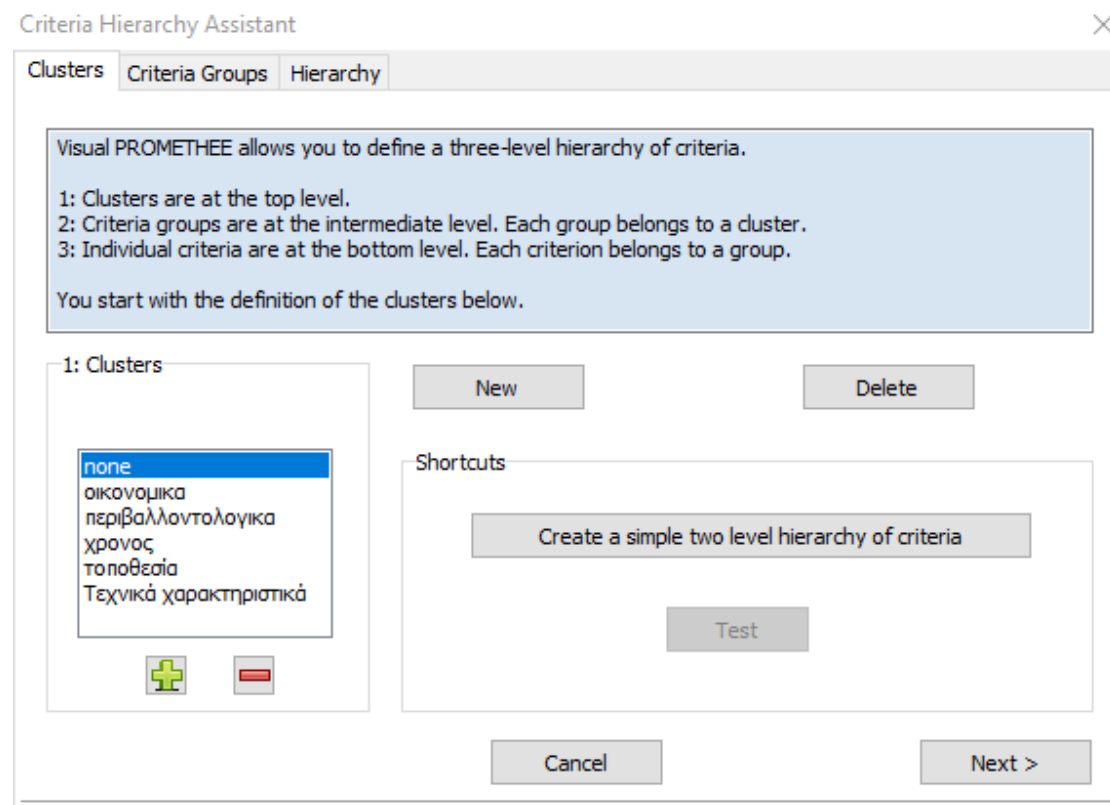 Criteria Hierarchy Assistant
Clusters Criteria Groups Hierarchy
Visual PROMETHEE allows you to define a three-level hierarchy of criteria.
1: Clusters are at the top level.
2: Criteria groups are at the intermediate level. Each group belongs to a cluster.
3: Individual criteria are at the bottom level. Each criterion belongs to a group.
You start with the definition of the clusters below.
1: Clusters
New Delete
none
οικονομικα
περιβαλλοντολογικα
χρονος
τοποθεσία
Τεχνικά χαρακτηριστικά
Shortcuts
Create a simple two level hierarchy of criteria
Test
Cancel Next >